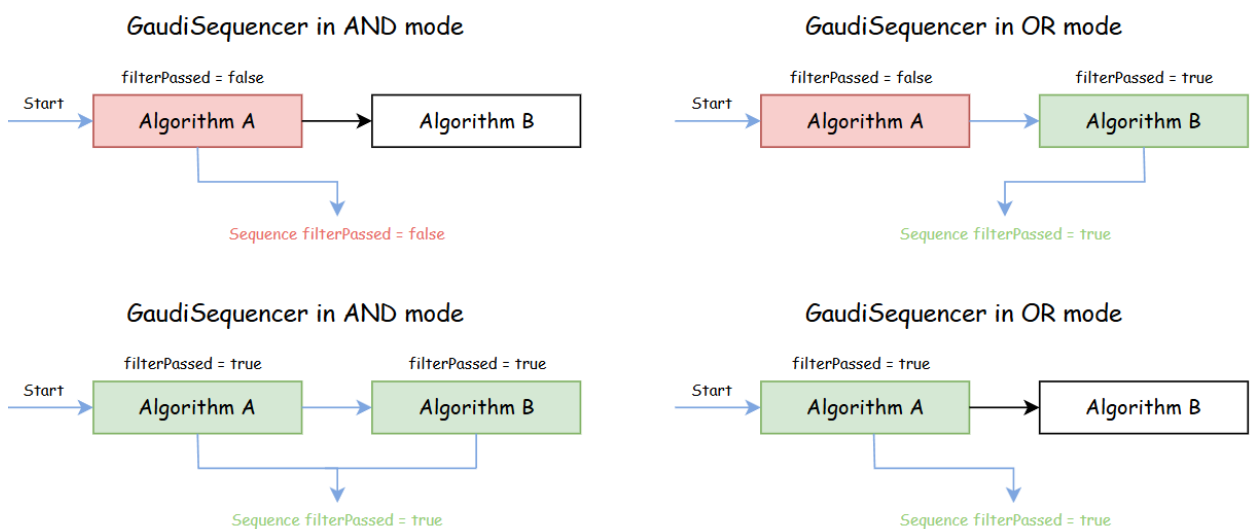 GaudiSequencer in AND mode
filterPassed = false
Start
Algorithm A
Algorithm B
Sequence filterPassed = false
GaudiSequencer in OR mode
filterPassed = false
filterPassed = true
Start
Algorithm A
Algorithm B
Sequence filterPassed = true
GaudiSequencer in AND mode
filterPassed = true
filterPassed = true
Start
Algorithm A
Algorithm B
Sequence filterPassed = true
GaudiSequencer in OR mode
filterPassed = true
Start
Algorithm A
Algorithm B
Sequence filterPassed = true